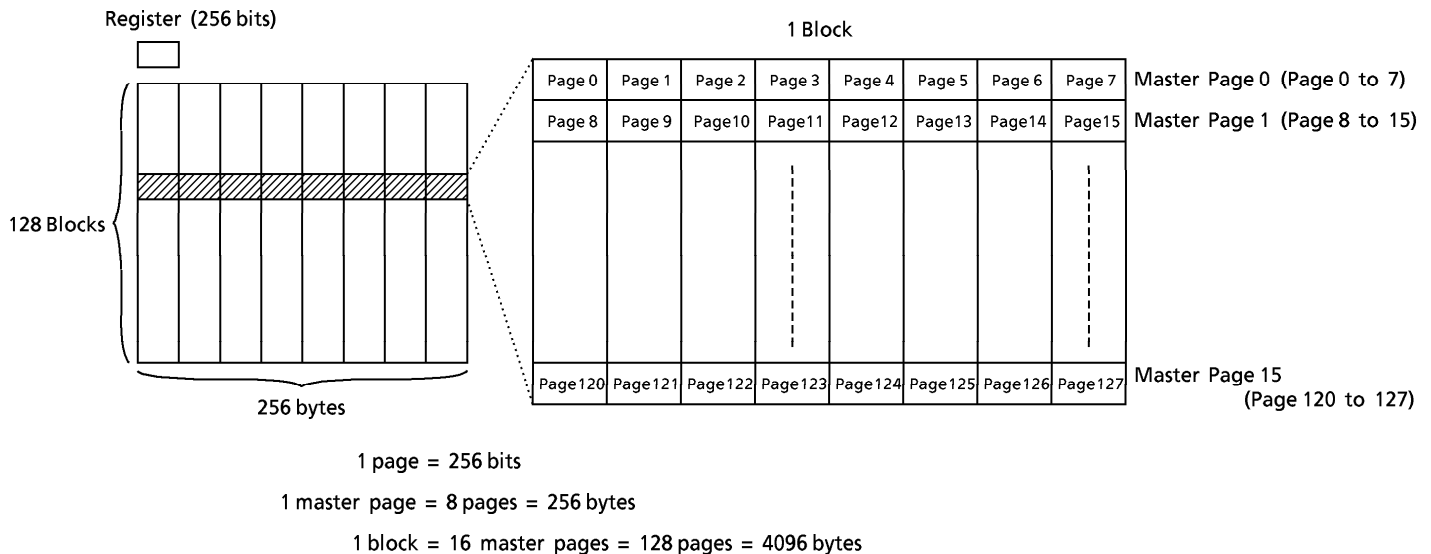 Register (256 bits)
1 Block
Page 0 Page 1 Page 2 Page 3 Page 4 Page 5 Page 6 Page 7 Master Page 0 (Page 0 to 7)
Page 8 Page 9 Page10 Page11 Page12 Page13 Page14 Page15 Master Page 1 (Page 8 to 15)
128 Blocks
Page120 Page121 Page122 Page123 Page124 Page125 Page126 Page127 Master Page 15
(Page 120 to 127)
256 bytes
1 page = 256 bits
1 master page = 8 pages = 256 bytes
1 block = 16 master pages = 128 pages = 4096 bytes